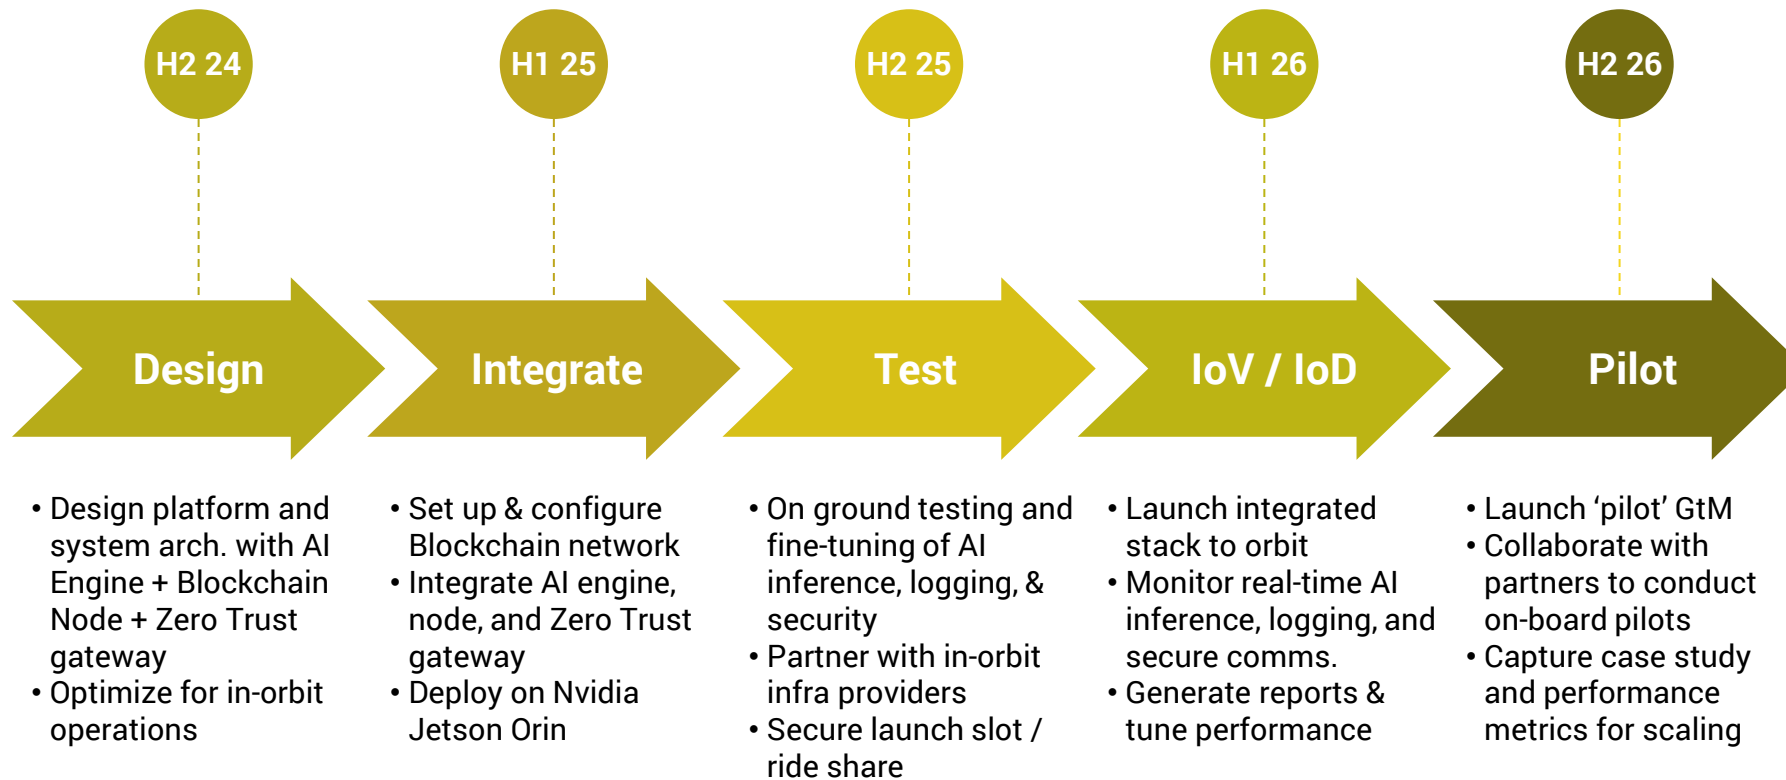 H2 24
H1 25
H2 25
H1 26
H2 26
Design
Integrate
Test
IoV / IoD
Pilot
• Design platform and
system arch. with AI
Engine + Blockchain
Node + Zero Trust
gateway
• Optimize for in-orbit
operations
• Set up & configure
Blockchain network
• Integrate AI engine,
node, and Zero Trust
gateway
• Deploy on Nvidia
Jetson Orin
• On ground testing and
fine-tuning of AI
inference, logging, &
security
• Partner with in-orbit
infra providers
• Secure launch slot /
ride share
• Launch integrated
stack to orbit
• Monitor real-time AI
inference, logging, and
secure comms.
• Generate reports &
tune performance
• Launch ‘pilot’ GtM
• Collaborate with
partners to conduct
on-board pilots
• Capture case study
and performance
metrics for scaling